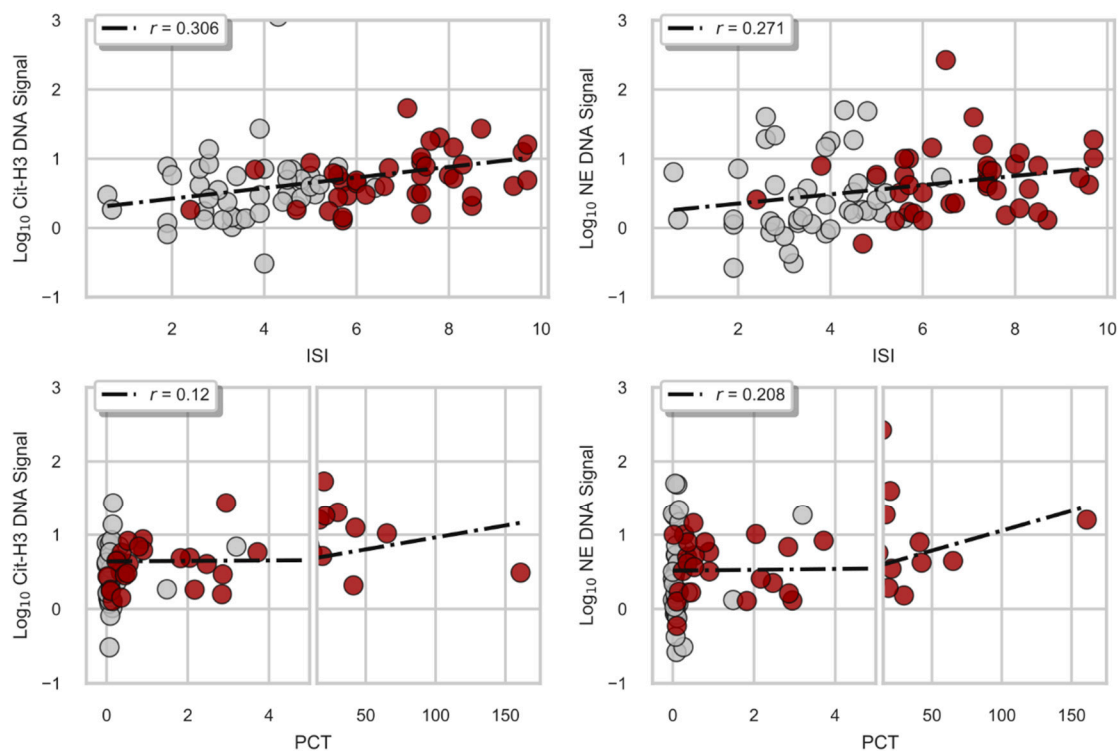 r = 0.306
3
2
1
0
−1
Log10 Cit-H3 DNA Signal
2 4 6 8 10
ISI
r = 0.271
3
2
1
0
−1
Log10 NE DNA Signal
2 4 6 8 10
ISI
r = 0.12
3
2
1
0
−1
Log10 Cit-H3 DNA Signal
0 2 4 50 100 150
PCT
r = 0.208
3
2
1
0
−1
Log10 NE DNA Signal
0 2 4 50 100 150
PCT